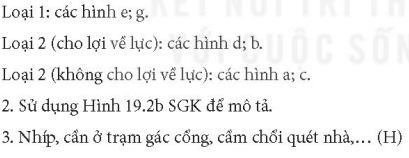 Loại 1: các hình e; g.
Loại 2 (cho lợi về lực): các hình d; b.
Loại 2 (không cho lợi về lực): các hình a; c.
2. Sử dụng Hình 19.2b SGK để mô tả.
3. Nhíp, cần ở trạm gác cổng, cầm chổi quét nhà,… (H)